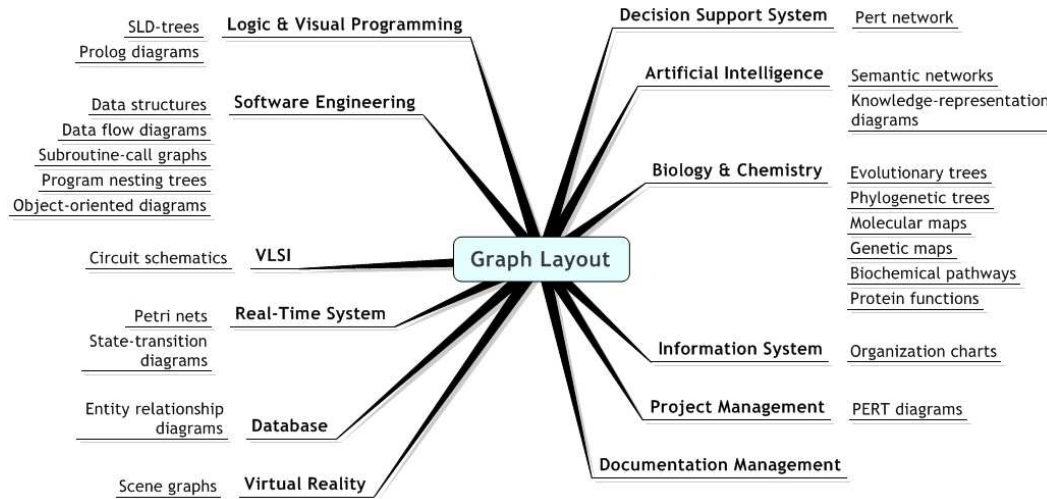 Graph Layout
Logic & Visual Programming
SLD-trees
Prolog diagrams
Software Engineering
Data structures
Data flow diagrams
Subroutine-call graphs
Program nesting trees
Object-oriented diagrams
VLSI
Circuit schematics
Real-Time System
Petri nets
State-transition
diagrams
Database
Entity relationship
diagrams
Virtual Reality
Scene graphs
Decision Support System
Pert network
Artificial Intelligence
Semantic networks
Knowledge-representation
diagrams
Biology & Chemistry
Evolutionary trees
Phylogenetic trees
Molecular maps
Genetic maps
Biochemical pathways
Protein functions
Information System
Organization charts
Project Management
PERT diagrams
Documentation Management